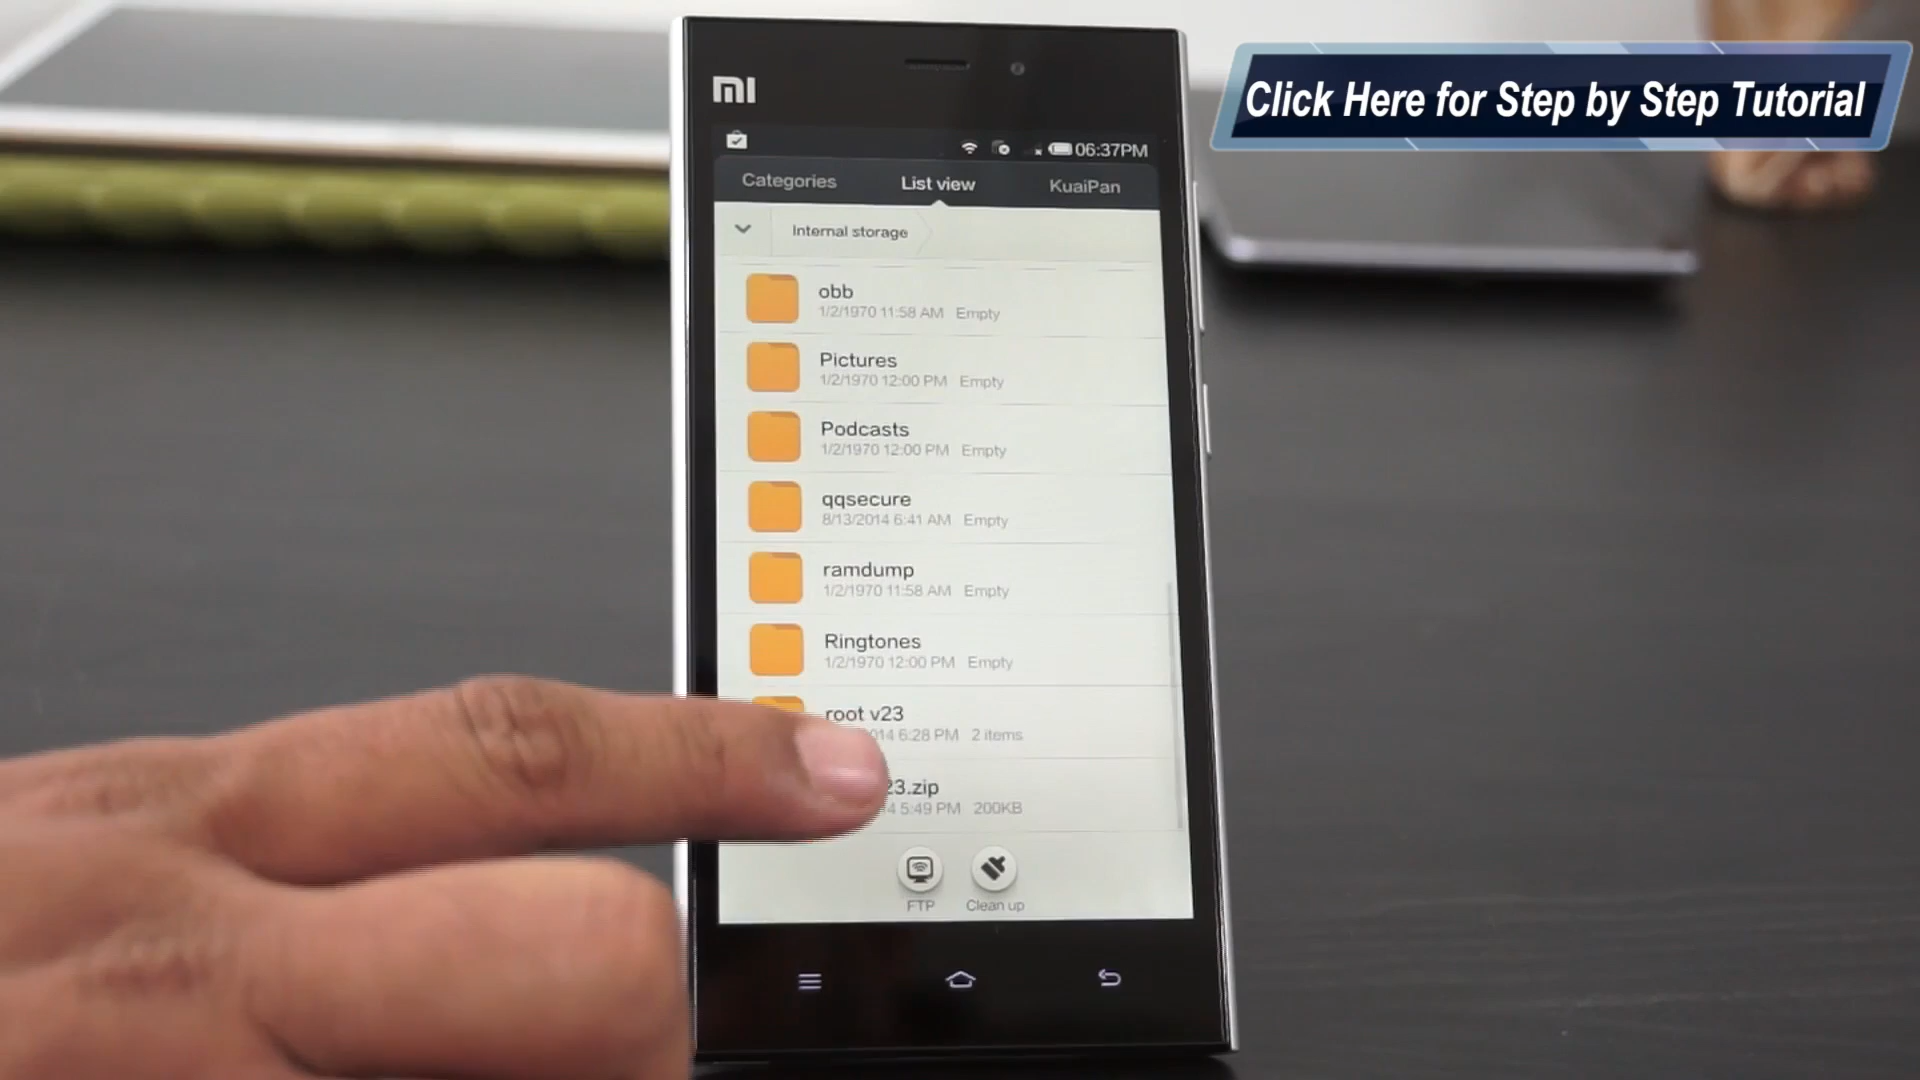 Click Here for Step by Step Tutorial
MI
06:37PM
Categories
List view
KuaiPan
Internal storage
obb
1/2/1970 11:58 AM Empty
Pictures
1/2/1970 12:00 PM Empty
Podcasts
1/2/1970 12:00 PM Empty
qqsecure
8/13/2014 6:41 AM Empty
ramdump
1/2/1970 11:58 AM Empty
Ringtones
1/2/1970 12:00 PM Empty
root v23
014 6:28 PM 2 items
23.zip
4 5:49 PM 200KB
FTP
Clean up